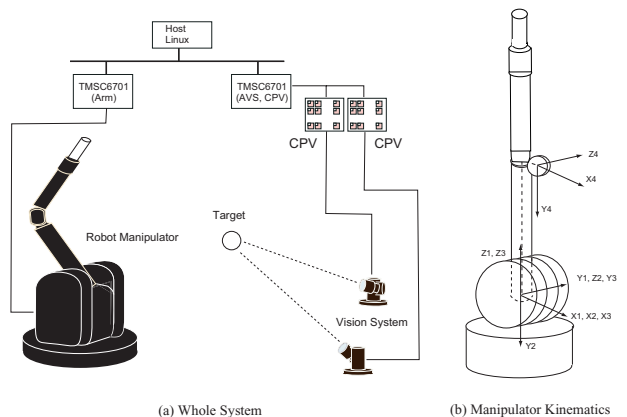 Host
Linux
TMSC6701
(Arm)
TMSC6701
(AVS, CPV)
CPV
CPV
Robot Manipulator
Target
Vision System
(a) Whole System
Z4
X4
Y4
Z1, Z3
Y1, Z2, Y3
X1, X2, X3
Y2
(b) Manipulator Kinematics